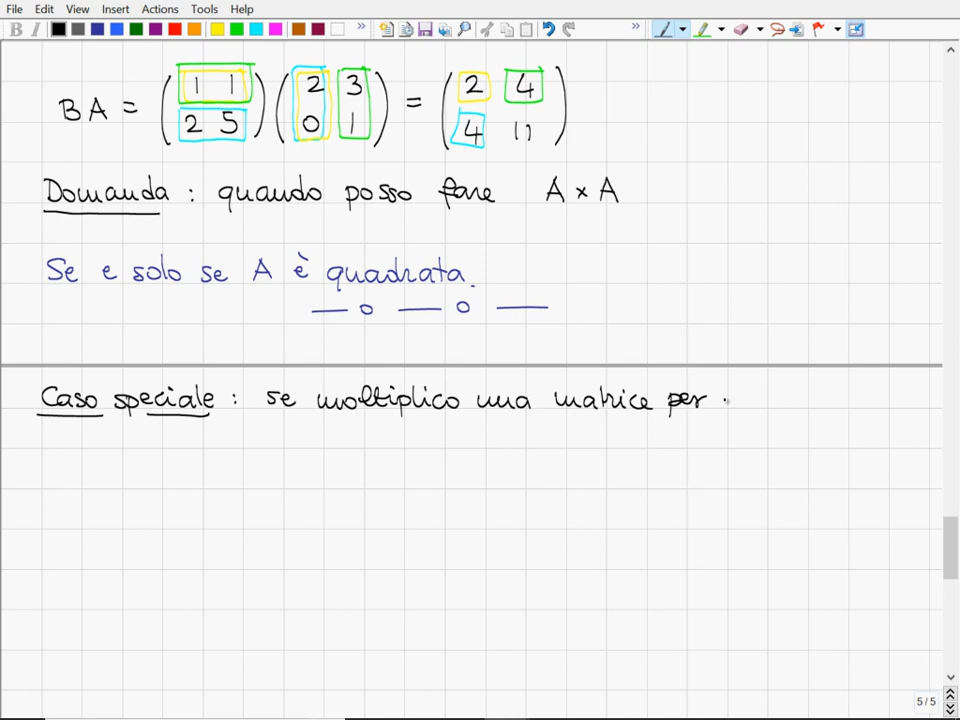 File Edit View Insert Actions Tools Help
B I » »
BA = ( 1 1 ) ( 2 3 ) = ( 2 4 )
( 2 5 ) ( 0 1 ) ( 4 11 )
Domanda : quando posso fare A × A
Se e solo se A è quadrata.
— o — o —
Caso speciale : se moltiplico una matrice per
5 / 5